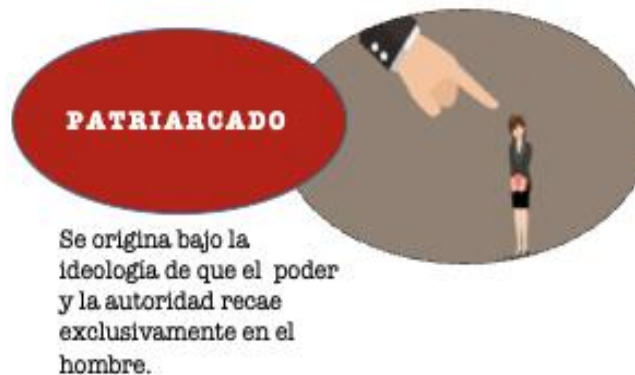 PATRIARCADO
Se origina bajo la
ideología de que el poder
y la autoridad recae
exclusivamente en el
hombre.